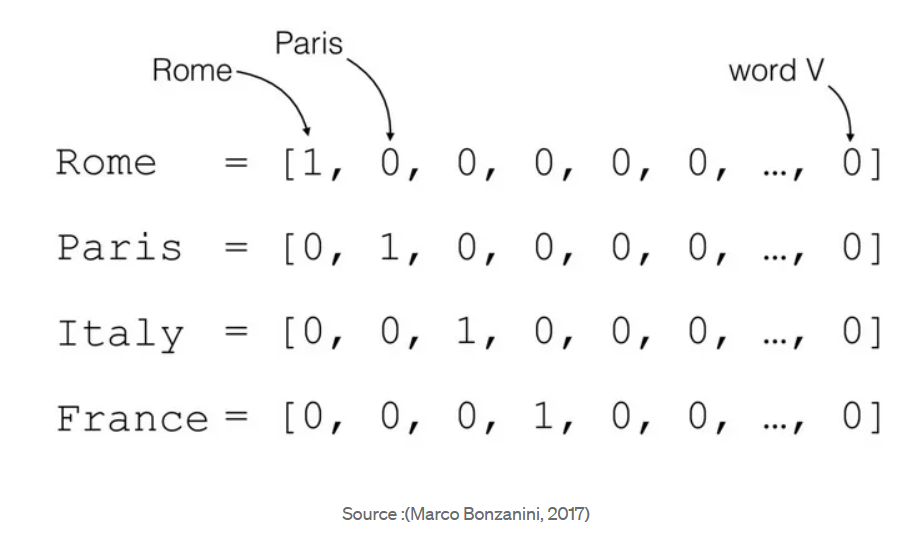 Paris
Rome
word V
Rome = [1, 0, 0, 0, 0, 0, …, 0]
Paris = [0, 1, 0, 0, 0, 0, …, 0]
Italy = [0, 0, 1, 0, 0, 0, …, 0]
France = [0, 0, 0, 1, 0, 0, …, 0]
Source :(Marco Bonzanini, 2017)